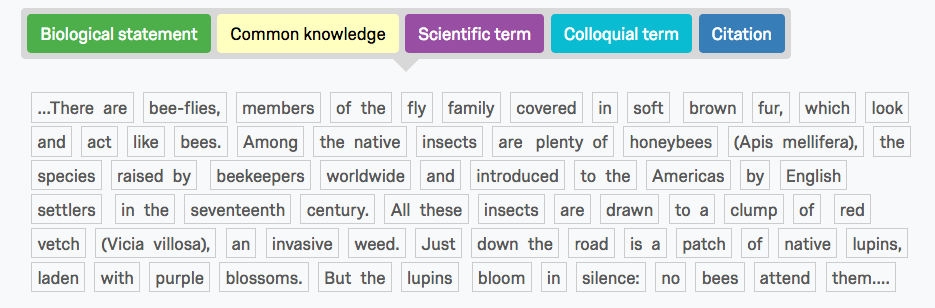 Biological statement Common knowledge Scientific term Colloquial term Citation
...There are bee-flies, members of the fly family covered in soft brown fur, which look
and act like bees. Among the native insects are plenty of honeybees (Apis mellifera), the
species raised by beekeepers worldwide and introduced to the Americas by English
settlers in the seventeenth century. All these insects are drawn to a clump of red
vetch (Vicia villosa), an invasive weed. Just down the road is a patch of native lupins,
laden with purple blossoms. But the lupins bloom in silence: no bees attend them....